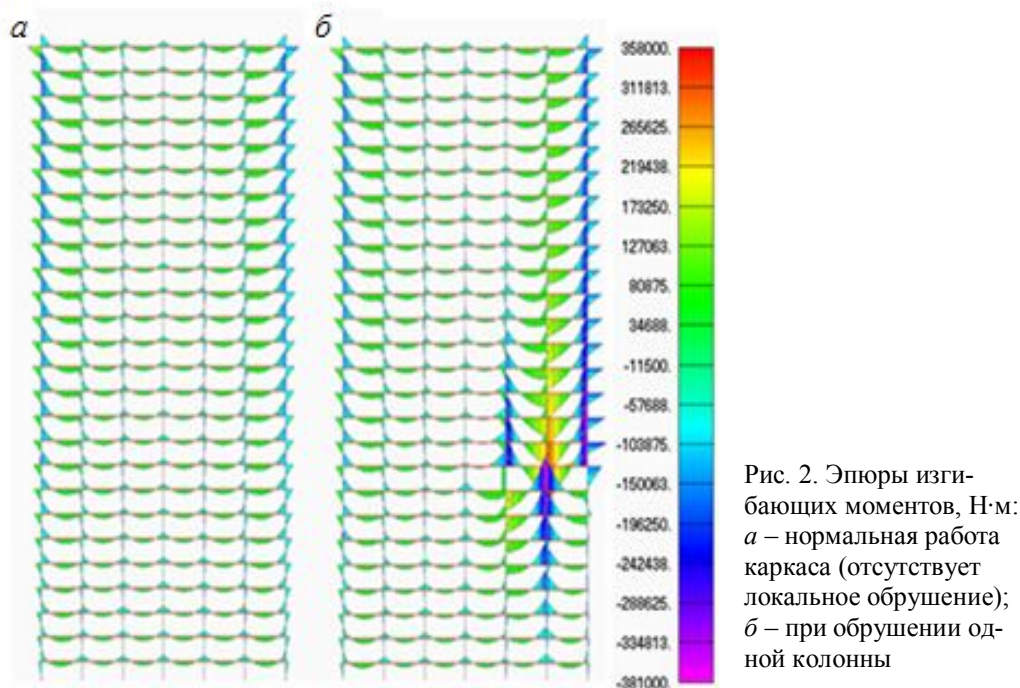 а
б
358000.
311813.
265625.
219438.
173250.
127063.
80875.
34688.
-11500.
-57688.
-103875.
-150063.
-196250.
-242438.
-288625.
-334813.
-381000.
Рис. 2. Эпюры изги-
бающих моментов, Н·м:
а – нормальная работа
каркаса (отсутствует
локальное обрушение);
б – при обрушении од-
ной колонны